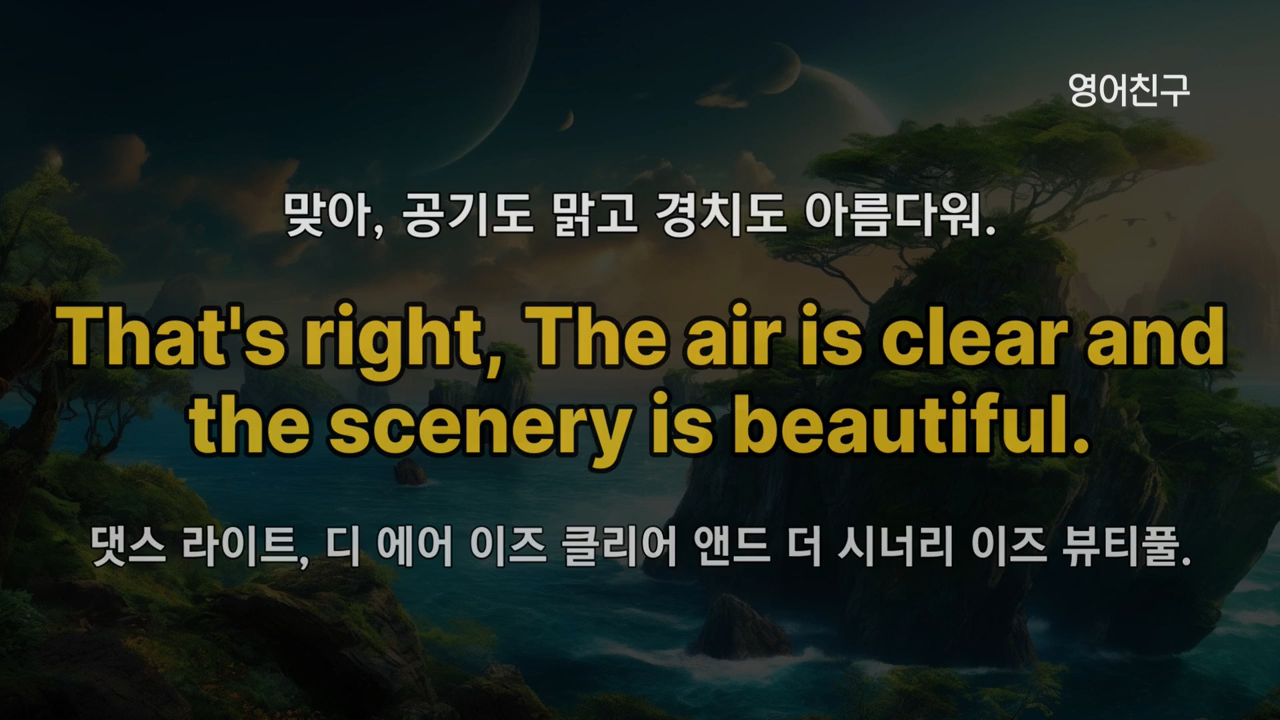 영어친구
맞아, 공기도 맑고 경치도 아름다워.
That's right, The air is clear and
the scenery is beautiful.
댓스 라이트, 디 에어 이즈 클리어 앤드 더 시너리 이즈 뷰티풀.